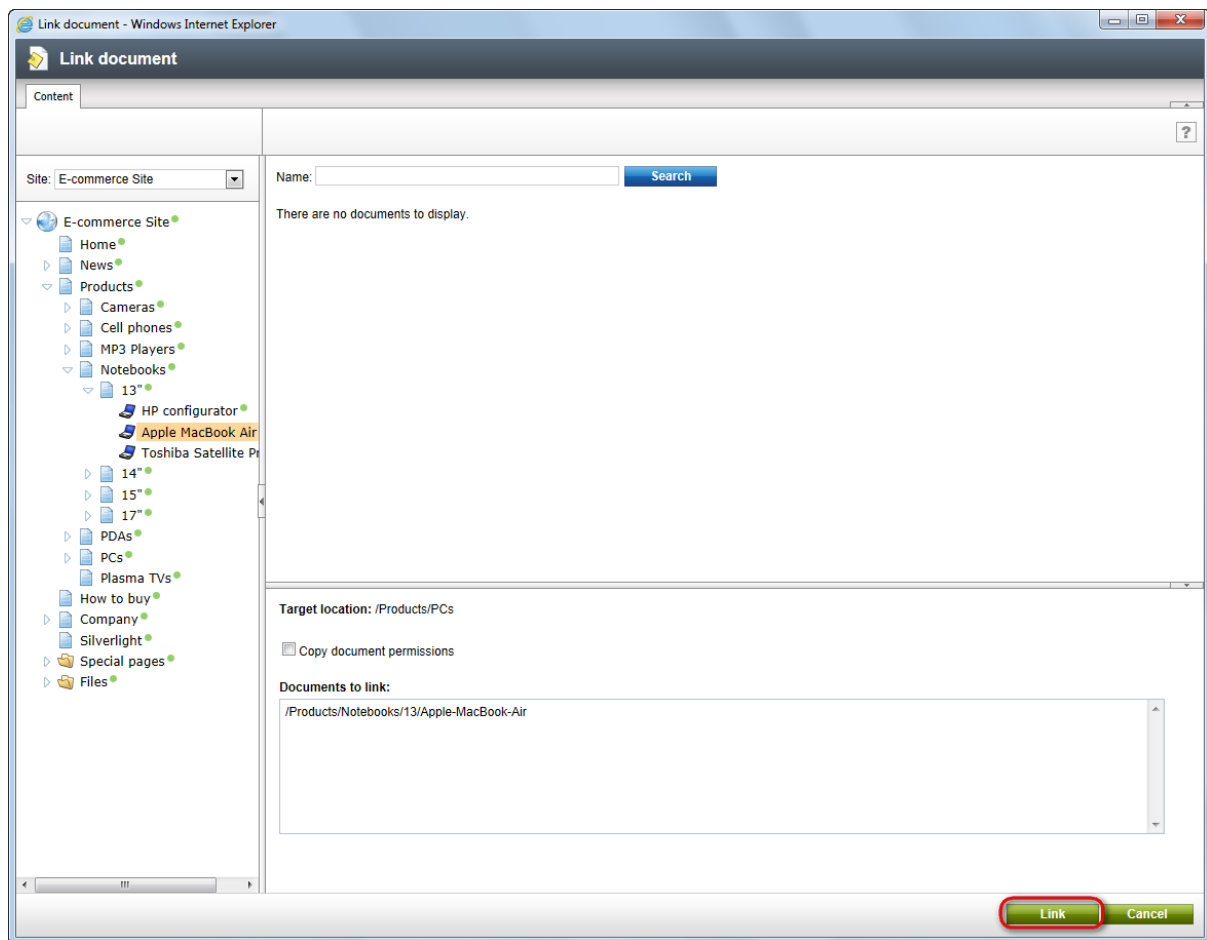 Link document - Windows Internet Explorer
Link document
Content
?
Site: E-commerce Site
Name: Search
There are no documents to display.
E-commerce Site
Home
News
Products
Cameras
Cell phones
MP3 Players
Notebooks
13"
HP configurator
Apple MacBook Air
Toshiba Satellite Pr
14"
15"
17"
PDAs
PCs
Plasma TVs
How to buy
Company
Silverlight
Special pages
Files
Target location: /Products/PCs
Copy document permissions
Documents to link:
/Products/Notebooks/13/Apple-MacBook-Air
Link Cancel